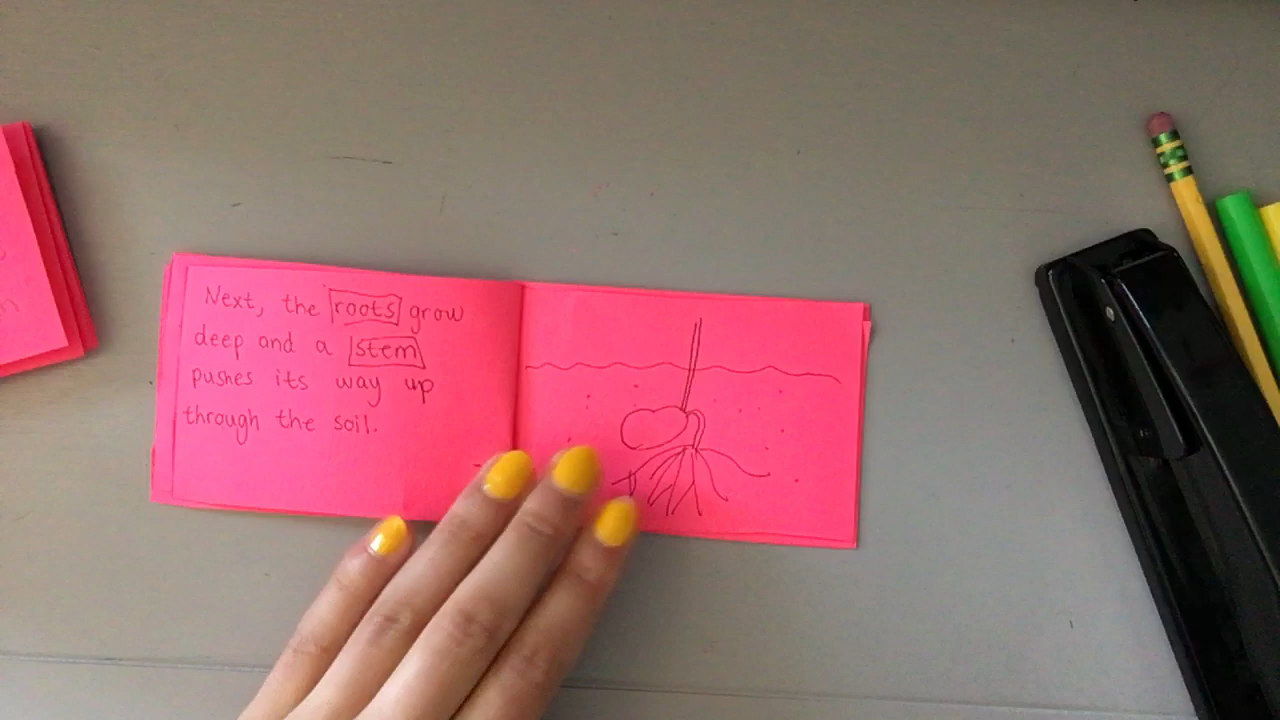 Next, the roots grow
deep and a stem
pushes its way up
through the soil.